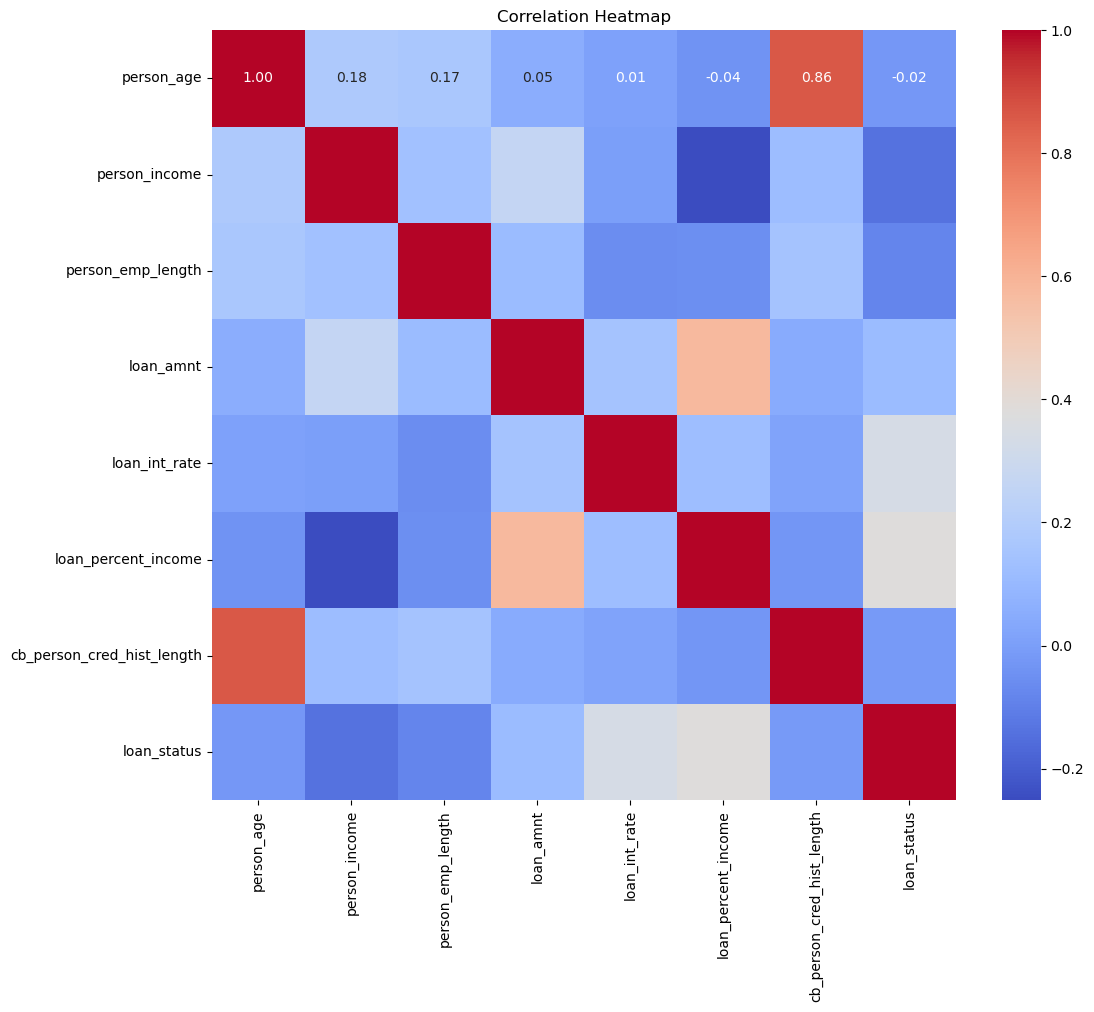 Correlation Heatmap
person_age
1.00 0.18 0.17 0.05 0.01 -0.04 0.86 -0.02
person_income
person_emp_length
loan_amnt
loan_int_rate
loan_percent_income
cb_person_cred_hist_length
loan_status
person_age
person_income
person_emp_length
loan_amnt
loan_int_rate
loan_percent_income
cb_person_cred_hist_length
loan_status
1.0
0.8
0.6
0.4
0.2
0.0
−0.2